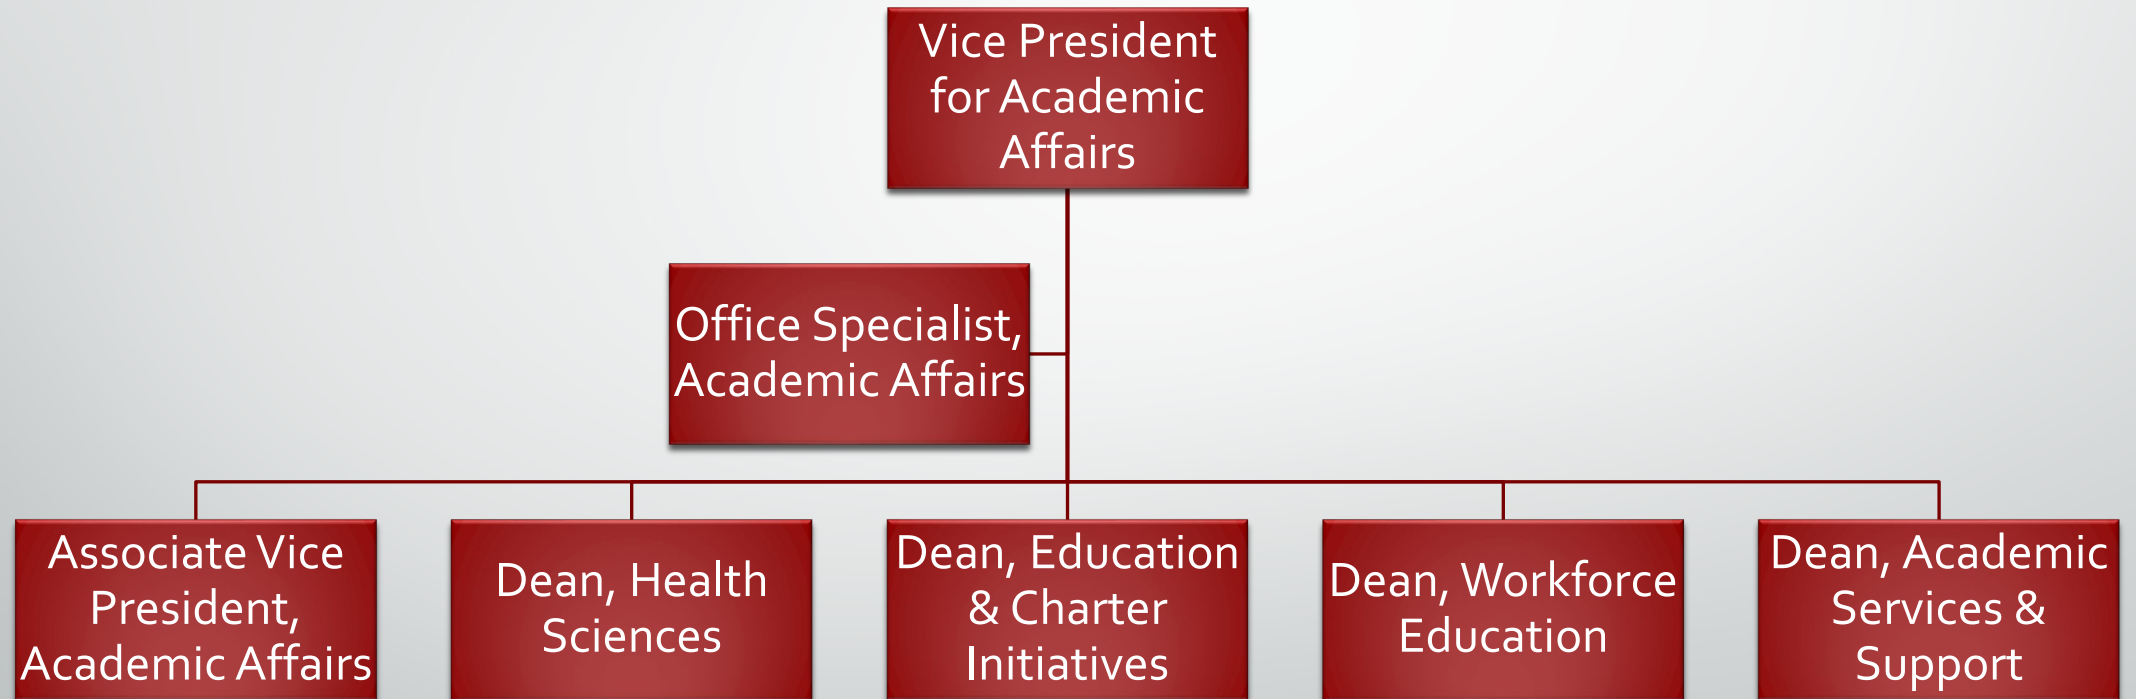 Vice President
for Academic
Affairs
Office Specialist,
Academic Affairs
Associate Vice
President,
Academic Affairs
Dean, Health
Sciences
Dean, Education
& Charter
Initiatives
Dean, Workforce
Education
Dean, Academic
Services &
Support